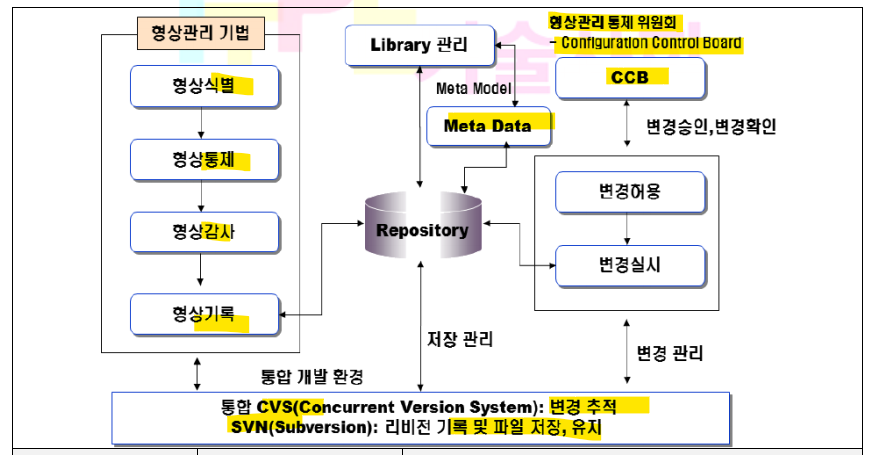 형상관리 기법
형상식별
형상통제
형상감사
형상기록
Library 관리
Meta Model
Meta Data
Repository
형상관리 통제 위원회
- Configuration Control Board
CCB
변경승인,변경확인
변경허용
변경실시
저장 관리
변경 관리
통합 개발 환경
통합 CVS(Concurrent Version System): 변경 추적
SVN(Subversion): 리비전 기록 및 파일 저장, 유지